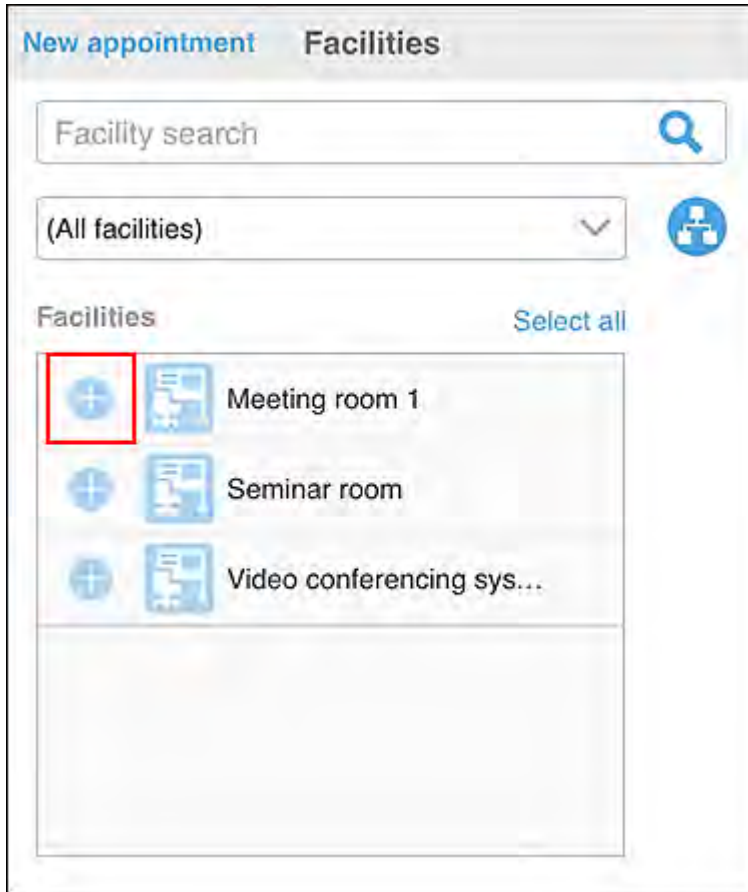 New appointment Facilities
Facility search
(All facilities)
Facilities Select all
Meeting room 1
Seminar room
Video conferencing sys...